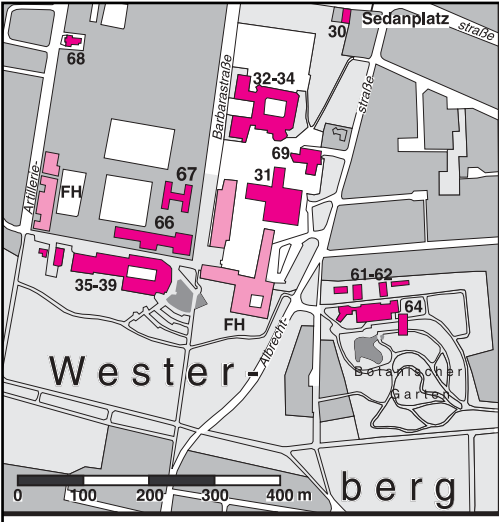 30
Sedanplatz
straße
68
Barbarastraße
32-34
straße
69
67
31
Artillerie-
FH
66
35-39
61-62
64
FH
Albrecht-
Wester-
Botanischer
Garten
berg
0 100 200 300 400 m